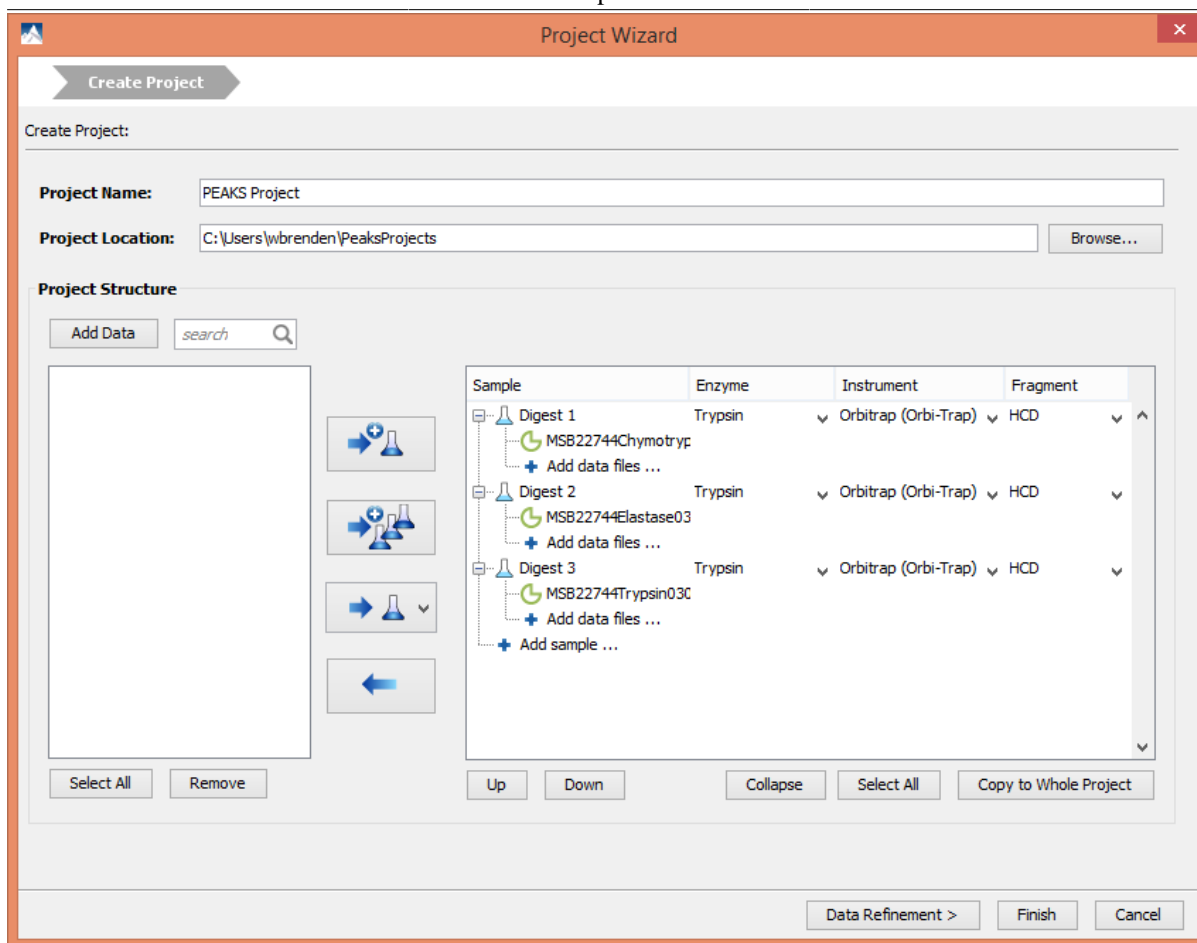 Project Wizard
Create Project
Create Project:
Project Name: PEAKS Project
Project Location: C:\Users\wbrenden\PeaksProjects Browse...
Project Structure
Add Data search
Sample Enzyme Instrument Fragment
Digest 1 Trypsin Orbitrap (Orbi-Trap) HCD
MSB22744Chymotryp
Add data files ...
Digest 2 Trypsin Orbitrap (Orbi-Trap) HCD
MSB22744Elastase03
Add data files ...
Digest 3 Trypsin Orbitrap (Orbi-Trap) HCD
MSB22744Trypsin030
Add data files ...
Add sample ...
Select All Remove Up Down Collapse Select All Copy to Whole Project
Data Refinement > Finish Cancel